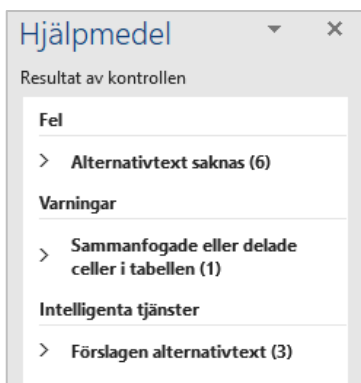 Hjälpmedel
Resultat av kontrollen
Fel
Alternativtext saknas (6)
Varningar
Sammanfogade eller delade
celler i tabellen (1)
Intelligenta tjänster
Förslagen alternativtext (3)